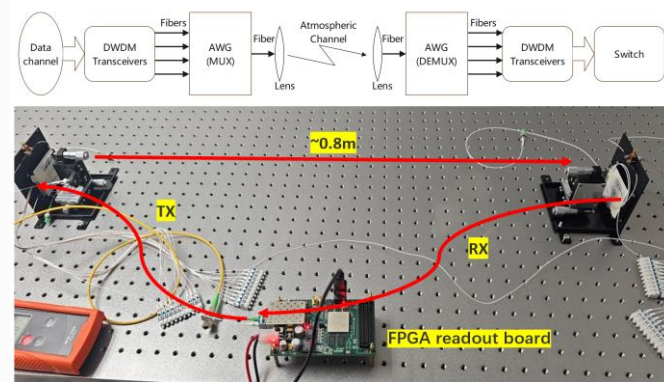 Data
channel
DWDM
Transceivers
Fibers
AWG
(MUX)
Fiber
Lens
Atmospheric
Channel
Lens
Fiber
AWG
(DEMUX)
Fibers
DWDM
Transceivers
Switch
~0.8m
TX
RX
FPGA readout board